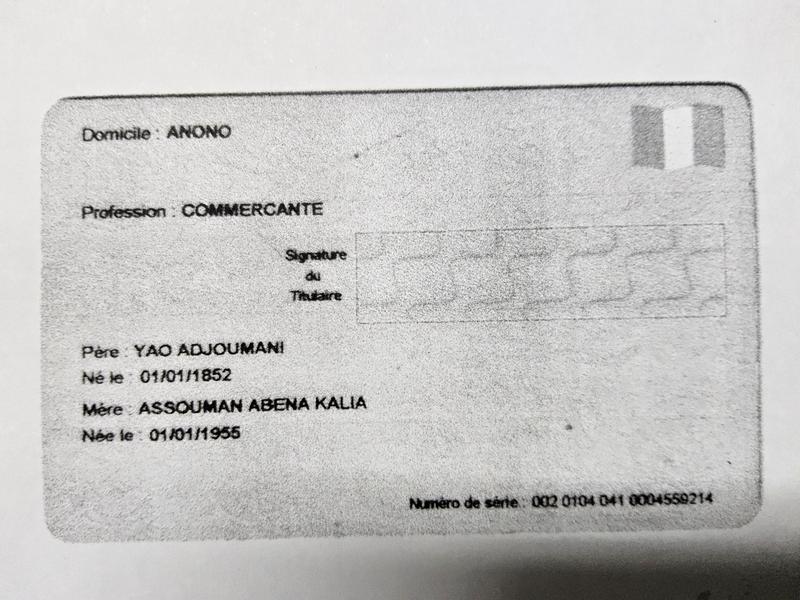 Domicile : ANONO
Profession : COMMERCANTE
Signature
du
Titulaire
Père : YAO ADJOUMANI
Né le : 01/01/1852
Mère : ASSOUMAN ABENA KALIA
Née le : 01/01/1955
Numéro de série : 002 0104 041 0004559214